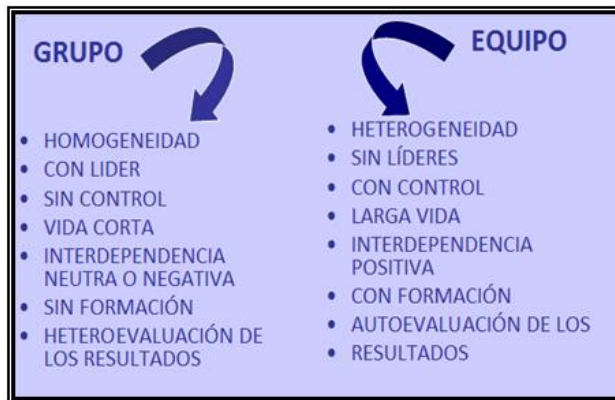 GRUPO
• HOMOGENEIDAD
• CON LIDER
• SIN CONTROL
• VIDA CORTA
• INTERDEPENDENCIA
NEUTRA O NEGATIVA
• SIN FORMACIÓN
• HETEROEVALUACIÓN DE
LOS RESULTADOS
EQUIPO
• HETEROGENEIDAD
• SIN LÍDERES
• CON CONTROL
• LARGA VIDA
• INTERDEPENDENCIA
POSITIVA
• CON FORMACIÓN
• AUTOEVALUACIÓN DE LOS
• RESULTADOS